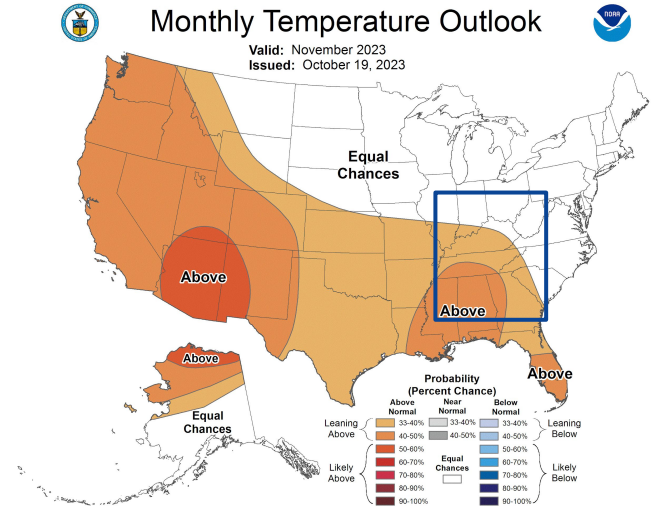 Monthly Temperature Outlook
NOAA
Valid: November 2023
Issued: October 19, 2023
Equal
Chances
Above
Above
Above
Above
Equal
Chances
Probability
(Percent Chance)
Above
Normal
Near
Normal
Below
Normal
Leaning
Above
33-40%
40-50%
33-40%
40-50%
33-40%
40-50%
Leaning
Below
Likely
Above
50-60%
60-70%
70-80%
80-90%
90-100%
Equal
Chances
50-60%
60-70%
70-80%
80-90%
90-100%
Likely
Below